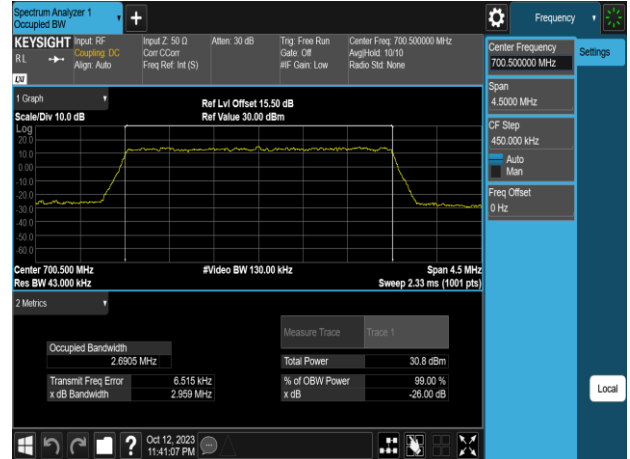 Spectrum Analyzer 1
Occupied BW
Frequency
KEYSIGHT
R L
LXI
Input: RF
Coupling: DC
Align: Auto
Input Z: 50 Ω
Corr CCorr
Freq Ref: Int (S)
Atten: 30 dB
Trig: Free Run
Gate: Off
#IF Gain: Low
Center Freq: 700.500000 MHz
Avg|Hold: 10/10
Radio Std: None
Center Frequency
700.500000 MHz
Settings
Span
4.5000 MHz
CF Step
450.000 kHz
Auto
Man
Freq Offset
0 Hz
1 Graph
Scale/Div 10.0 dB
Ref Lvl Offset 15.50 dB
Ref Value 30.00 dBm
Log
20.0
10.0
0.00
-10.0
-20.0
-30.0
-40.0
-50.0
-60.0
Center 700.500 MHz
Res BW 43.000 kHz
#Video BW 130.00 kHz
Span 4.5 MHz
Sweep 2.33 ms (1001 pts)
2 Metrics
Measure Trace
Trace 1
Occupied Bandwidth
2.6905 MHz
Total Power
30.8 dBm
Transmit Freq Error
6.515 kHz
% of OBW Power
99.00 %
x dB Bandwidth
2.959 MHz
x dB
-26.00 dB
Local
?
Oct 12, 2023
11:41:07 PM